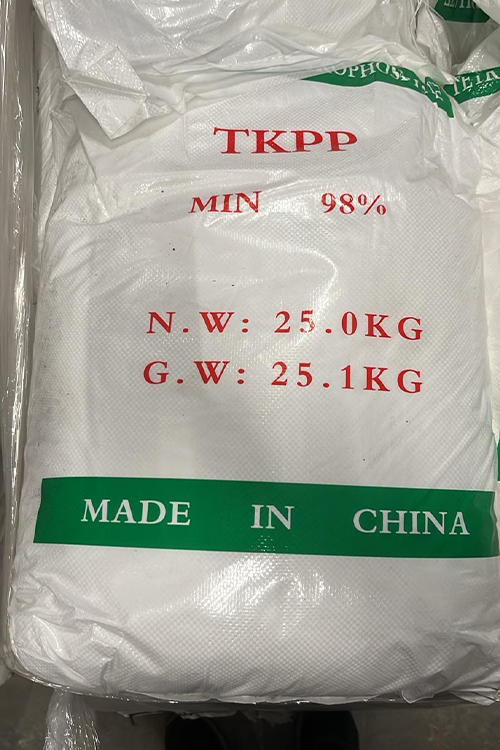 TKPP
MIN 98%
N.W: 25.0KG
G.W: 25.1KG
MADE IN CHINA